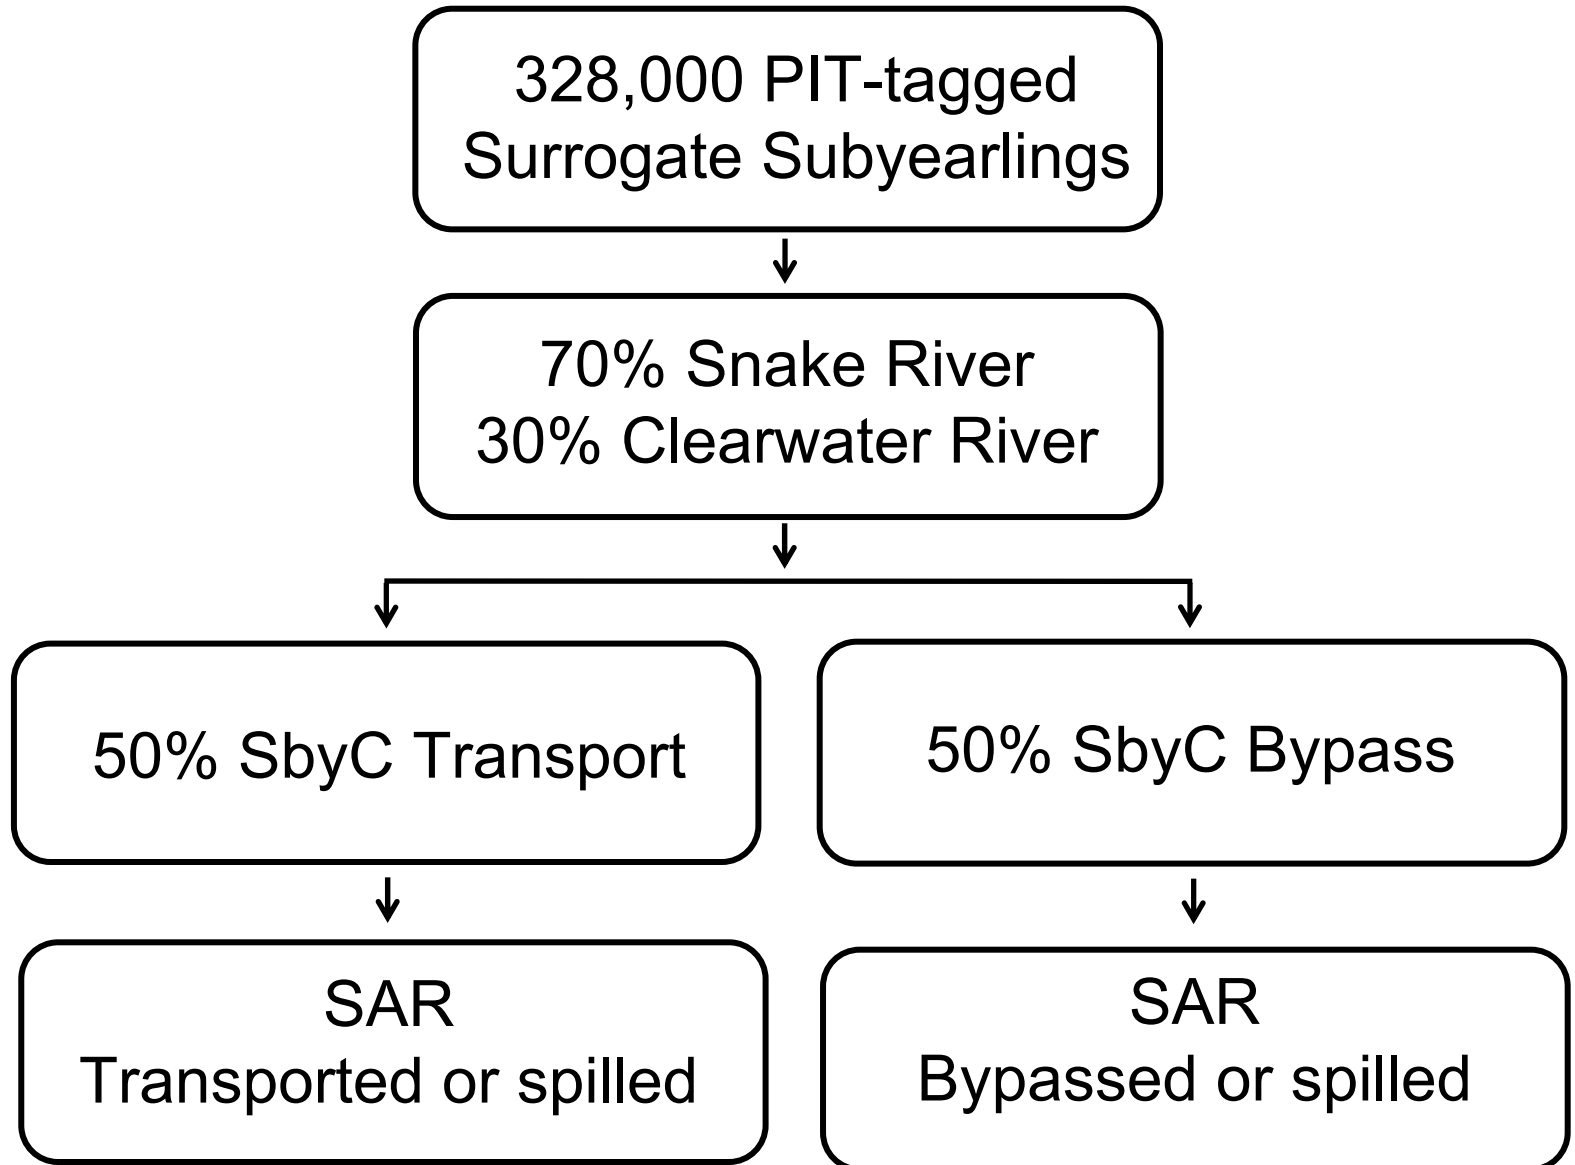 328,000 PIT-tagged
Surrogate Subyearlings
70% Snake River
30% Clearwater River
50% SbyC Transport
50% SbyC Bypass
SAR
Transported or spilled
SAR
Bypassed or spilled